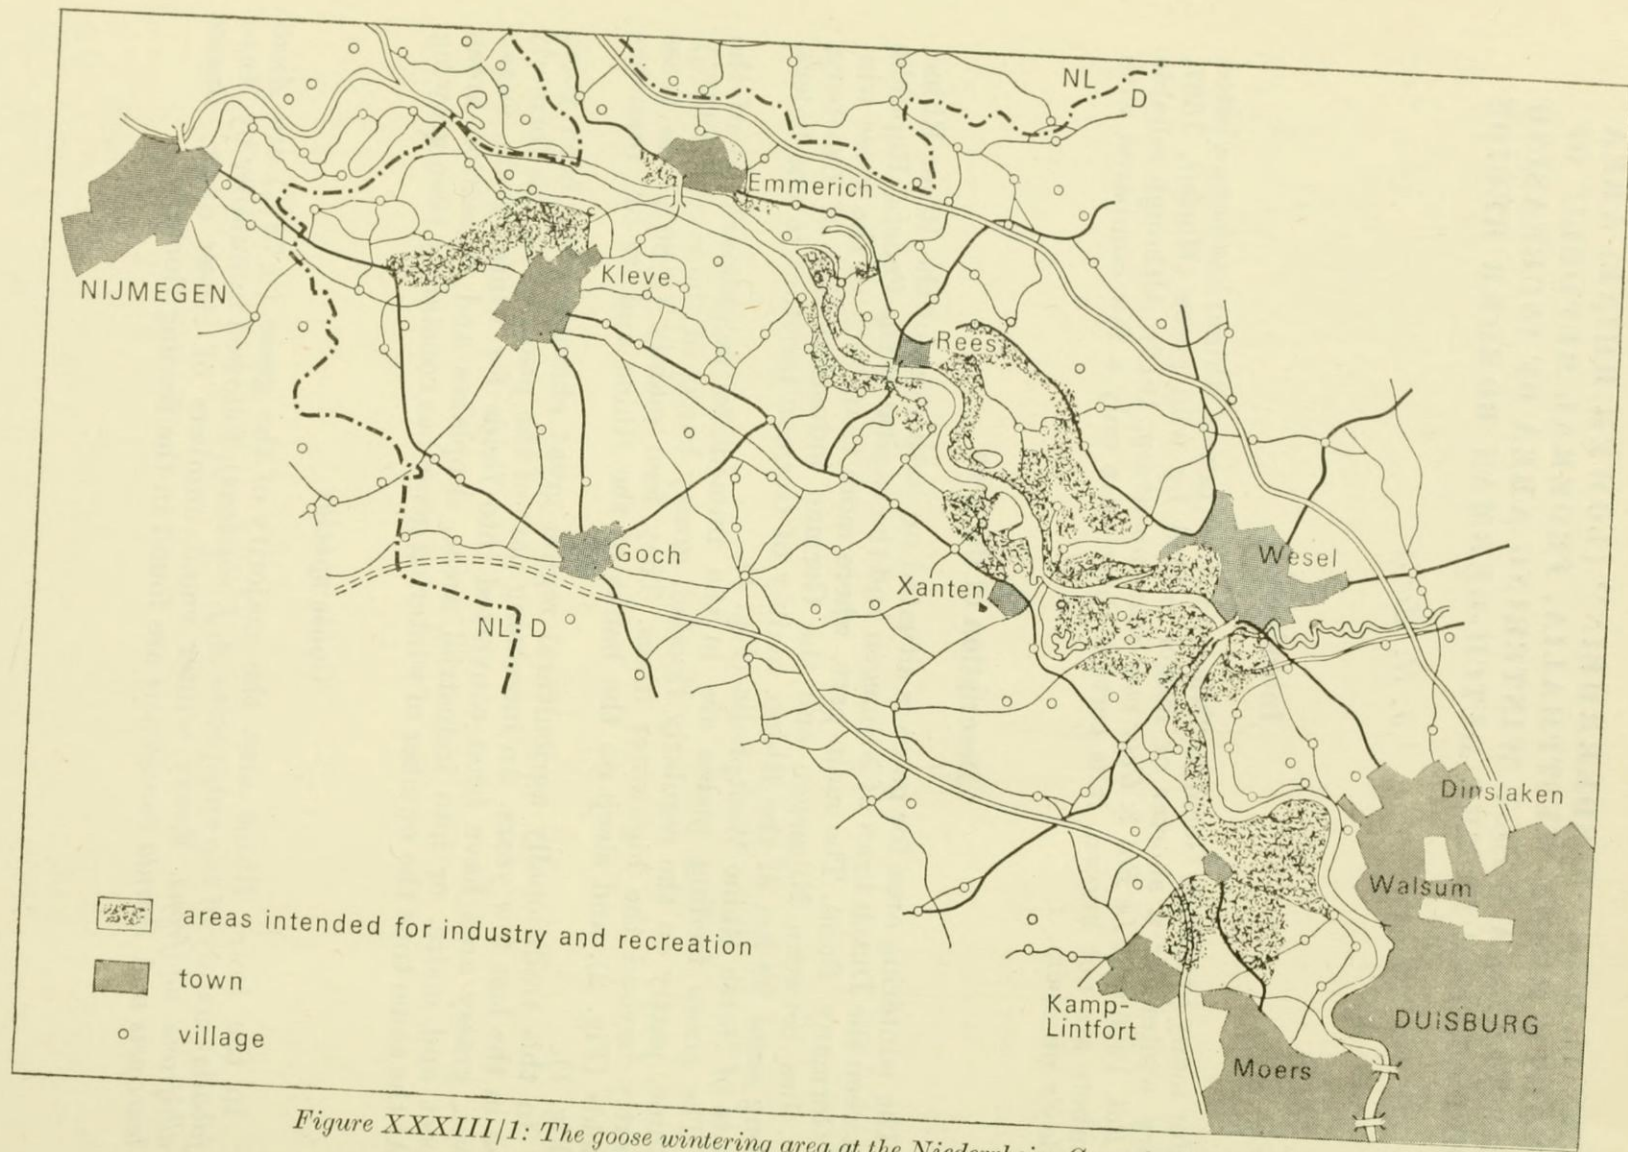 NL
D
Emmerich
Kleve
NIJMEGEN
Rees
Goch
Wesel
Xanten
NL D
Dinslaken
Walsum
areas intended for industry and recreation
town
village
Kamp-
Lintfort
DUISBURG
Moers
Figure XXXIII/1: The goose wintering area at the